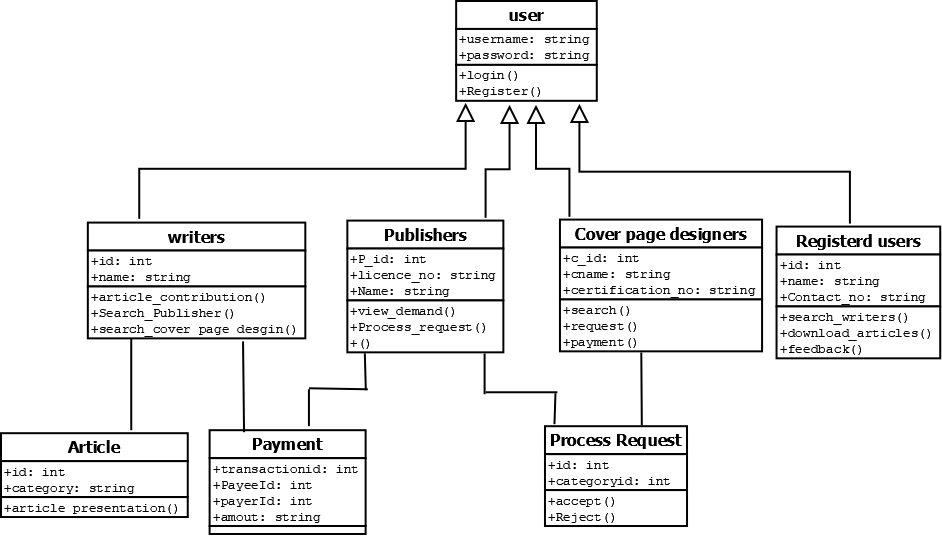 user
+username: string
+password: string
+login()
+Register()
writers
+id: int
+name: string
+article_contribution()
+Search_Publisher()
+search_cover page desgin()
Publishers
+P_id: int
+licence_no: string
+Name: string
+view_demand()
+Process_request()
+()
Cover page designers
+c_id: int
+cname: string
+certification_no: string
+search()
+request()
+payment()
Registerd users
+id: int
+name: string
+Contact_no: string
+search_writers()
+download_articles()
+feedback()
Article
+id: int
+category: string
+article presentation()
Payment
+transactionid: int
+PayeeId: int
+payerId: int
+amout: string
Process Request
+id: int
+categoryid: int
+accept()
+Reject()